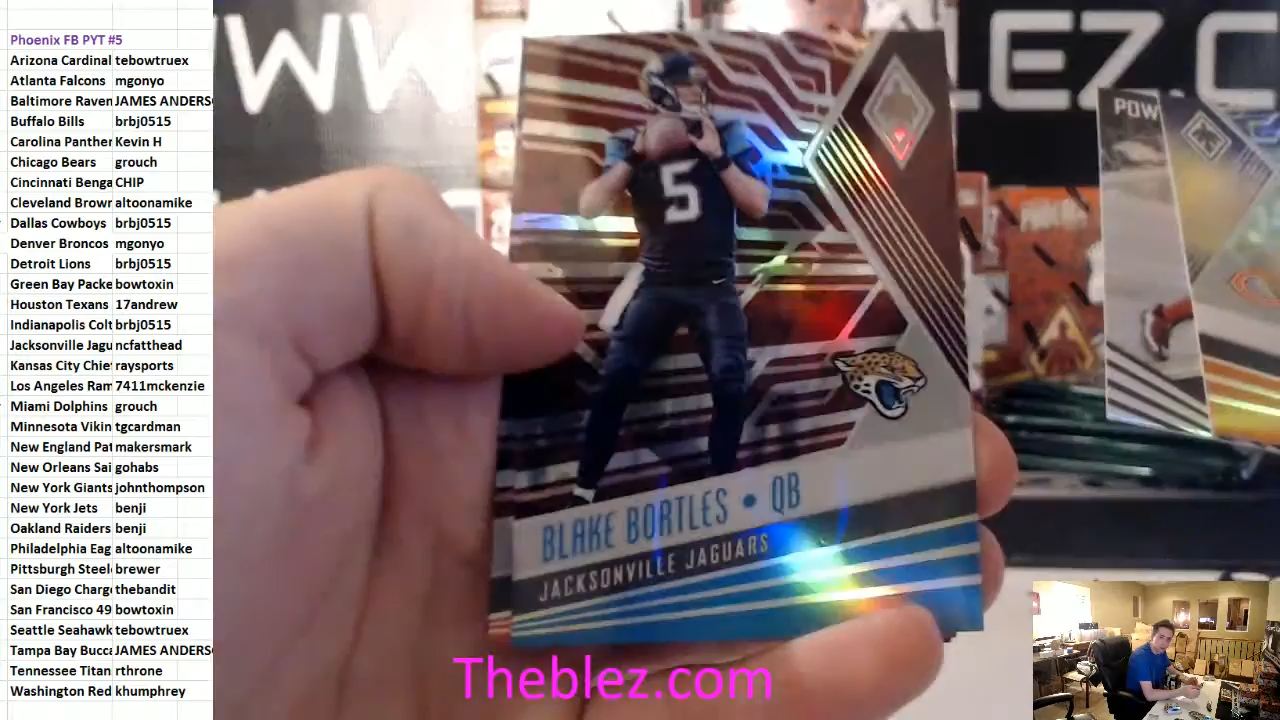 Phoenix FB PYT #5
Arizona Cardinal tebowtruex
Atlanta Falcons mgonyo
Baltimore Raven JAMES ANDERS
Buffalo Bills brbj0515
Carolina Panther Kevin H
Chicago Bears grouch
Cincinnati Benga CHIP
Cleveland Brown altoonamike
Dallas Cowboys brbj0515
Denver Broncos mgonyo
Detroit Lions brbj0515
Green Bay Packe bowtoxin
Houston Texans 17andrew
Indianapolis Colt brbj0515
Jacksonville Jagu ncfatthead
Kansas City Chie raysports
Los Angeles Ram 7411mckenzie
Miami Dolphins grouch
Minnesota Vikin tgcardman
New England Pat makersmark
New Orleans Sai gohabs
New York Giants johnthompson
New York Jets benji
Oakland Raiders benji
Philadelphia Eag altoonamike
Pittsburgh Steel brewer
San Diego Charg thebandit
San Francisco 49 bowtoxin
Seattle Seahawk tebowtruex
Tampa Bay Bucca JAMES ANDERS
Tennessee Titan rthrone
Washington Red khumphrey
WWW
LEZ.C
POW
5
BLAKE BORTLES • QB
JACKSONVILLE JAGUARS
Theblez.com